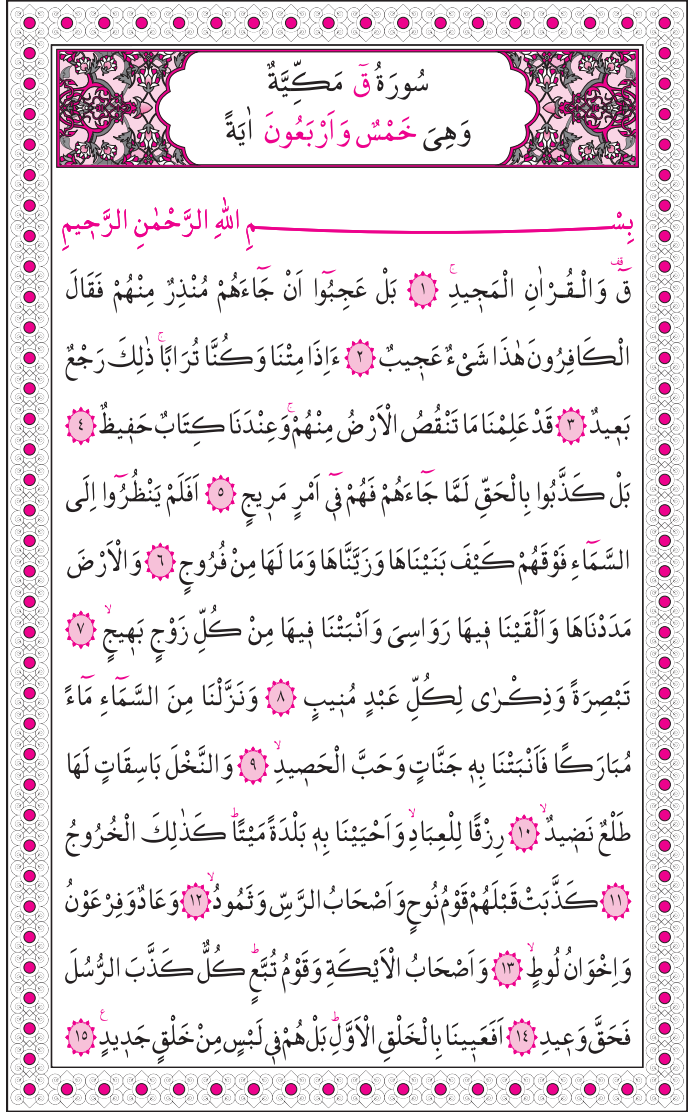 سُورَةُ قٓ مَكِّيَّةٌ
وَهِىَ خَمْسٌ وَاَرْبَعُونَ اٰيَةً
بِسْمِ اللّٰهِ الرَّحْمٰنِ الرَّح۪يمِ
قٓ۠ وَالْقُرْاٰنِ الْمَج۪يدِۚ ﴿١﴾ بَلْ عَجِبُٓوا اَنْ جَٓاءَهُمْ مُنْذِرٌ مِنْهُمْ فَقَالَ
الْكَافِرُونَ هٰذَا شَىْءٌ عَج۪يبٌ ﴿٢﴾ ءَاِذَا مِتْنَا وَكُنَّا تُرَابًاۚ ذٰلِكَ رَجْعٌ
بَع۪يدٌ ﴿٣﴾ قَدْ عَلِمْنَا مَا تَنْقُصُ الْاَرْضُ مِنْهُمْۚ وَعِنْدَنَا كِتَابٌ حَف۪يظٌ ﴿٤﴾
بَلْ كَذَّبُوا بِالْحَقِّ لَمَّا جَٓاءَهُمْ فَهُمْ ف۪ٓي اَمْرٍ مَر۪يجٍ ﴿٥﴾ اَفَلَمْ يَنْظُرُٓوا اِلَى
السَّمَٓاءِ فَوْقَهُمْ كَيْفَ بَنَيْنَاهَا وَزَيَّنَّاهَا وَمَا لَهَا مِنْ فُرُوجٍ ﴿٦﴾ وَالْاَرْضَ
مَدَدْنَاهَا وَاَلْقَيْنَا ف۪يهَا رَوَاسِىَ وَاَنْبَتْنَا ف۪يهَا مِنْ كُلِّ زَوْجٍ بَه۪يجٍۙ ﴿٧﴾
تَبْصِرَةً وَذِكْرٰى لِكُلِّ عَبْدٍ مُن۪يبٍ ﴿٨﴾ وَنَزَّلْنَا مِنَ السَّمَٓاءِ مَٓاءً
مُبَارَكًا فَاَنْبَتْنَا بِه۪ جَنَّاتٍ وَحَبَّ الْحَص۪يدِۙ ﴿٩﴾ وَالنَّخْلَ بَاسِقَاتٍ لَهَا
طَلْعٌ نَض۪يدٌۙ ﴿١٠﴾ رِزْقًا لِلْعِبَادِۙ وَاَحْيَيْنَا بِه۪ بَلْدَةً مَيْتًاۜ كَذٰلِكَ الْخُرُوجُ
﴿١١﴾ كَذَّبَتْ قَبْلَهُمْ قَوْمُ نُوحٍ وَاَصْحَابُ الرَّسِّ وَثَمُودُۙ ﴿١٢﴾ وَعَادٌ وَفِرْعَوْنُ
وَاِخْوَانُ لُوطٍۙ ﴿١٣﴾ وَاَصْحَابُ الْاَيْكَةِ وَقَوْمُ تُبَّعٍۜ كُلٌّ كَذَّبَ الرُّسُلَ
فَحَقَّ وَع۪يدِ ﴿١٤﴾ اَفَعَي۪ينَا بِالْخَلْقِ الْاَوَّلِۜ بَلْ هُمْ ف۪ي لَبْسٍ مِنْ خَلْقٍ جَد۪يدٍ۟ ﴿١٥﴾